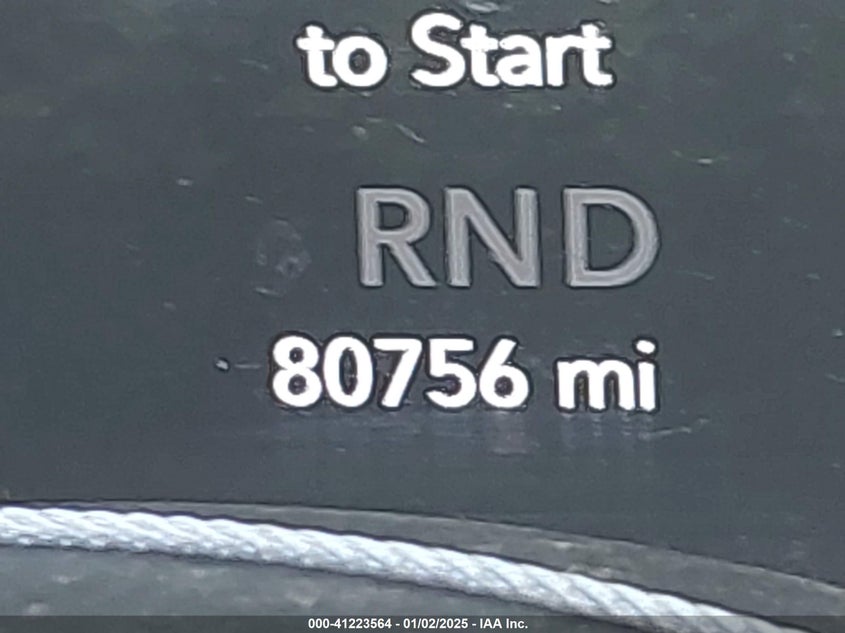 to Start
RND
80756 mi
000-41223564 - 01/02/2025 - IAA Inc.